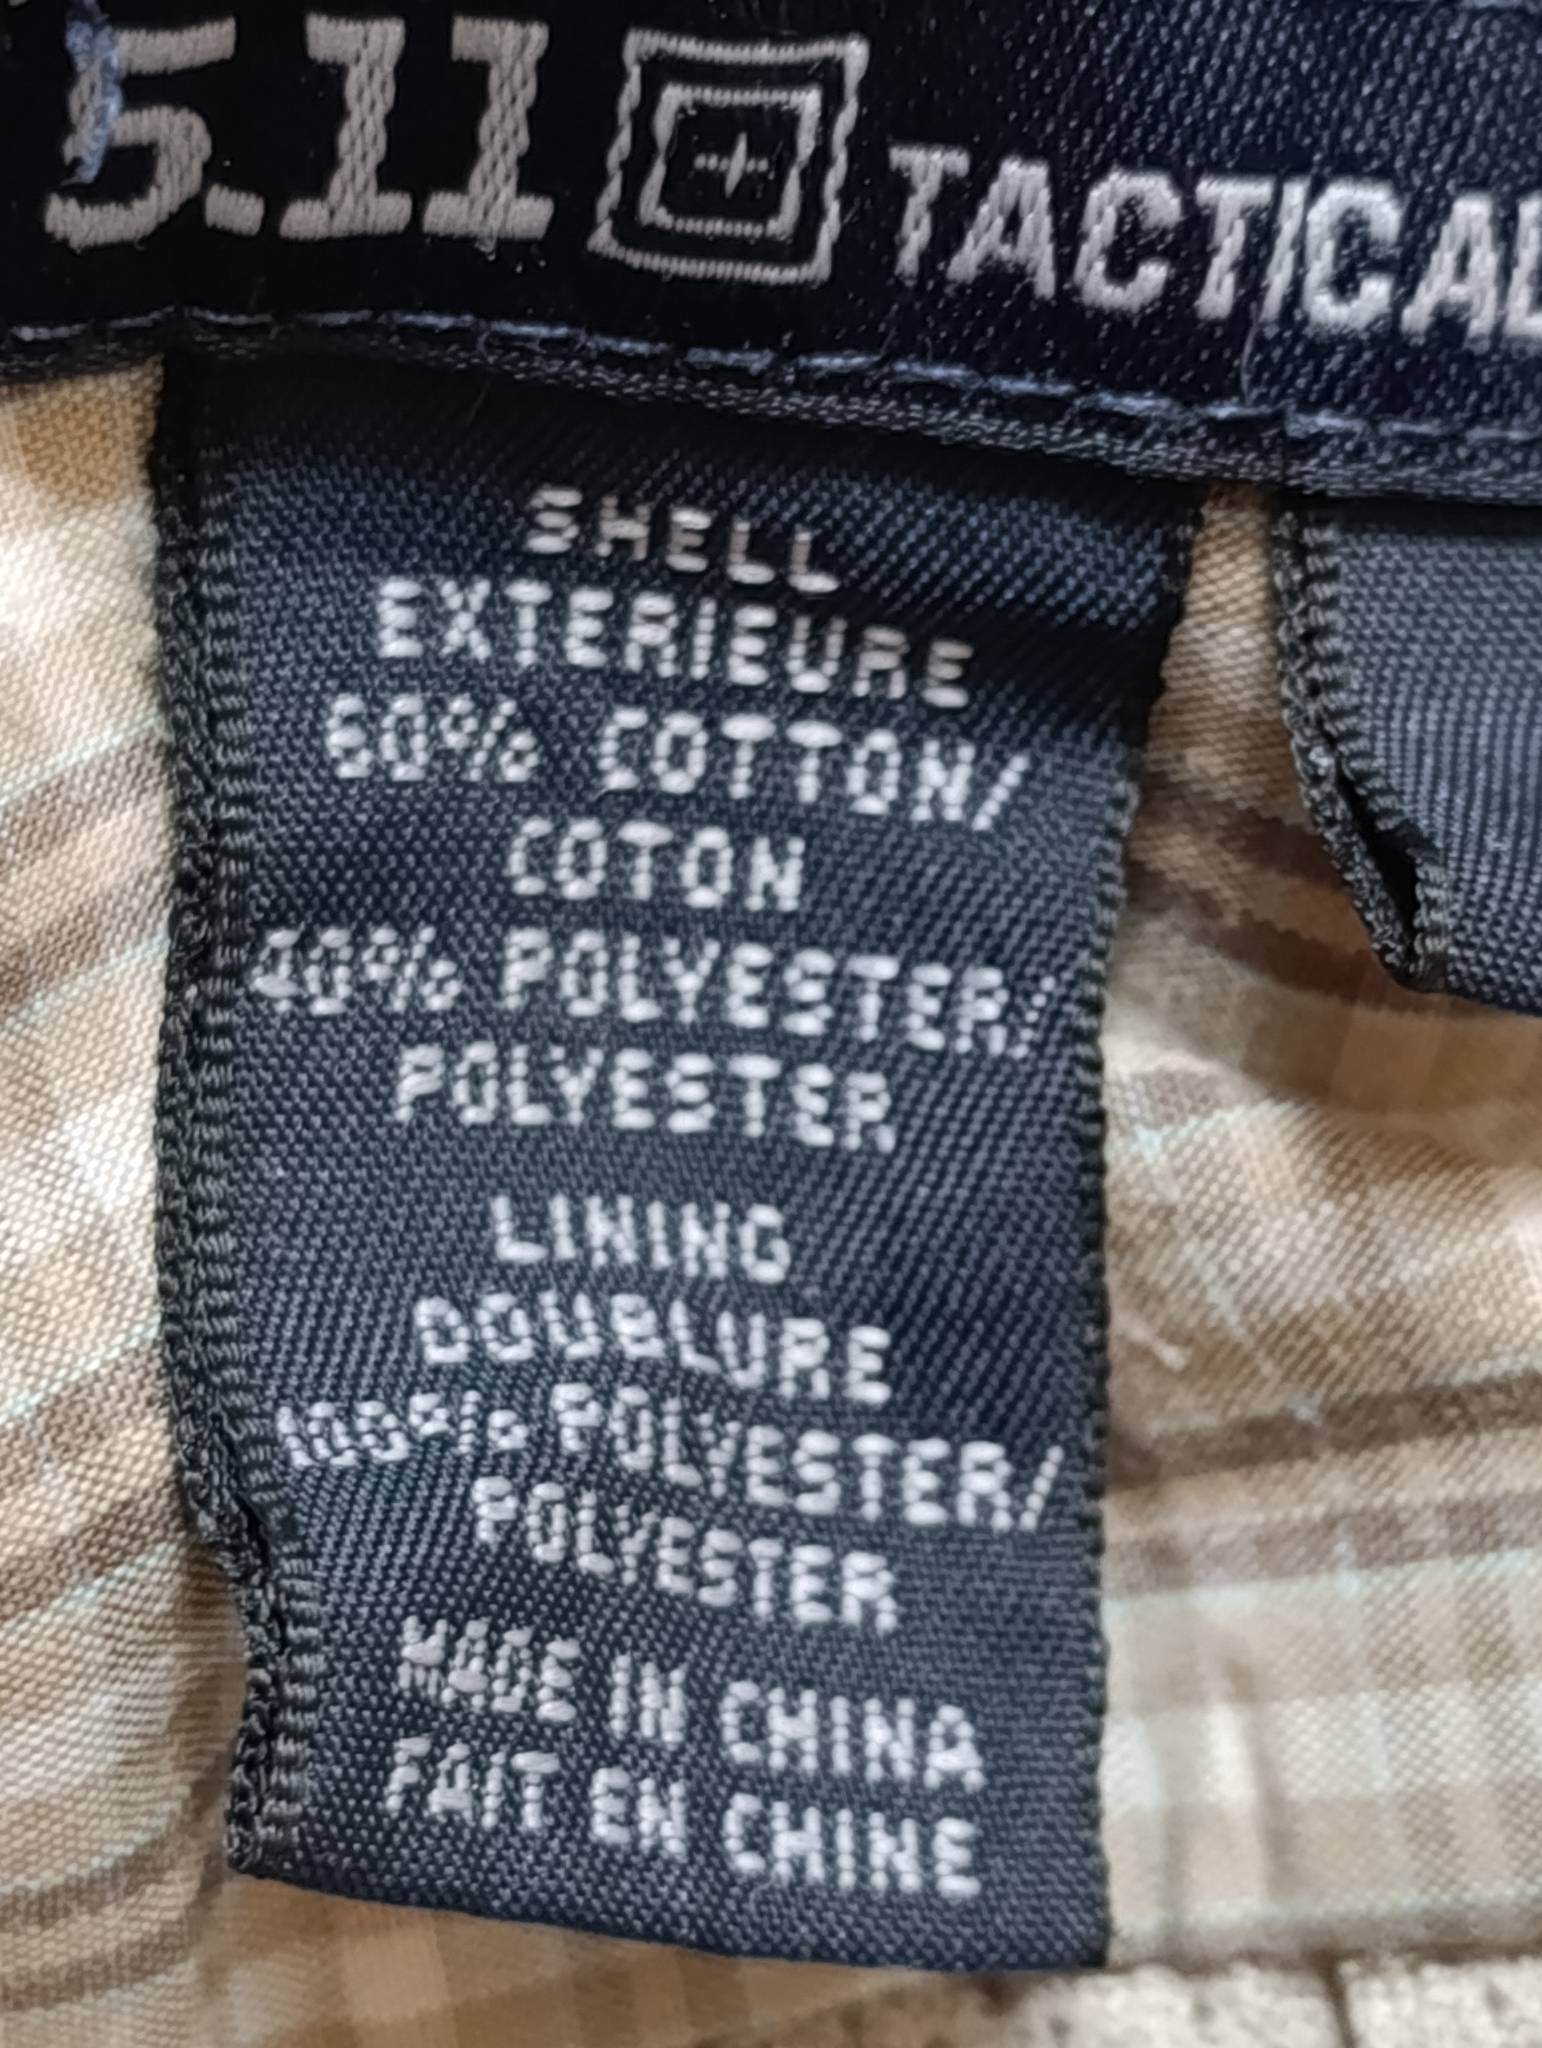 5.11 TACTICAL
SHELL
EXTERIEURE
60% COTTON/
COTON
40% POLYESTER/
POLYESTER
LINING
DOUBLURE
100% POLYESTER/
POLYESTER
MADE IN CHINA
FAIT EN CHINE